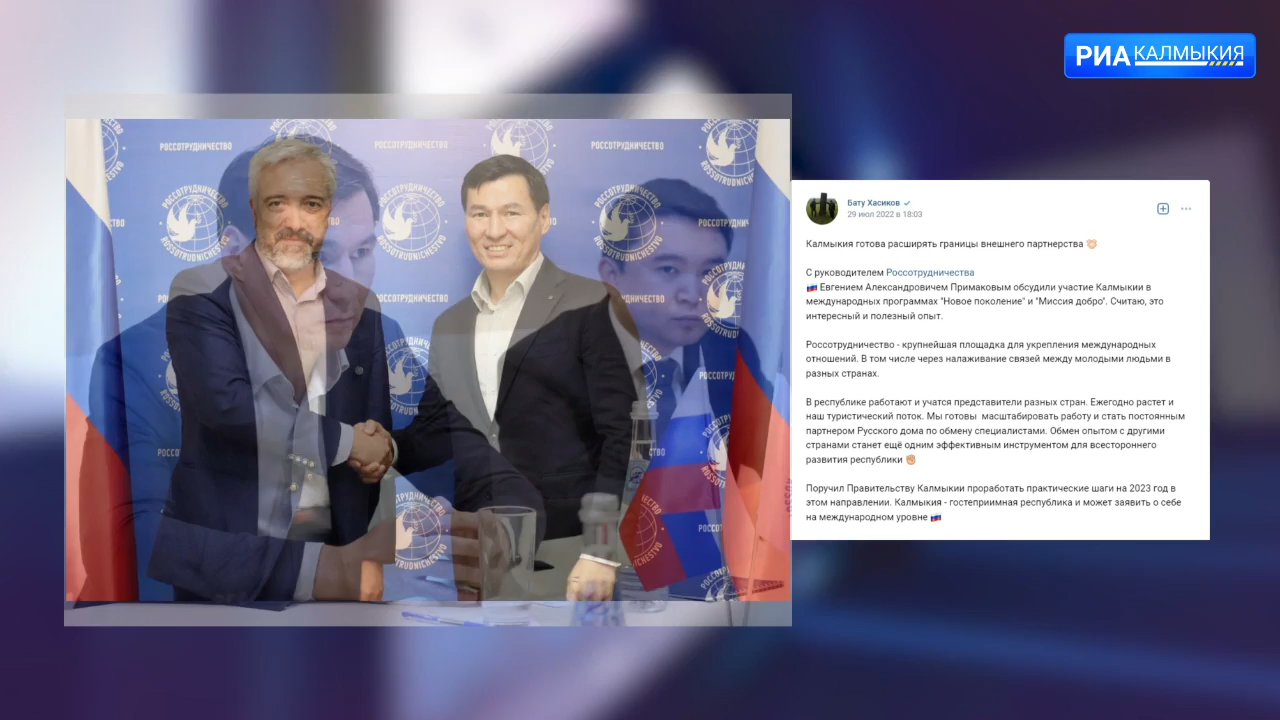 РИА КАЛМЫКИЯ
РОССОТРУДНИЧЕСТВО
РОССОТРУДНИЧЕСТВО
РОССОТРУДНИЧЕСТВО
Бату Хасиков
29 июл 2022 в 18:03
Калмыкия готова расширять границы внешнего партнерства
С руководителем Россотрудничества
Евгением Александровичем Примаковым обсудили участие Калмыкии в
международных программах "Новое поколение" и "Миссия добро". Считаю, это
интересный и полезный опыт.
Россотрудничество - крупнейшая площадка для укрепления международных
отношений. В том числе через налаживание связей между молодыми людьми в
разных странах.
В республике работают и учатся представители разных стран. Ежегодно растет и
наш туристический поток. Мы готовы масштабировать работу и стать постоянным
партнером Русского дома по обмену специалистами. Обмен опытом с другими
странами станет ещё одним эффективным инструментом для всестороннего
развития республики
Поручил Правительству Калмыкии проработать практические шаги на 2023 год в
этом направлении. Калмыкия - гостеприимная республика и может заявить о себе
на международном уровне